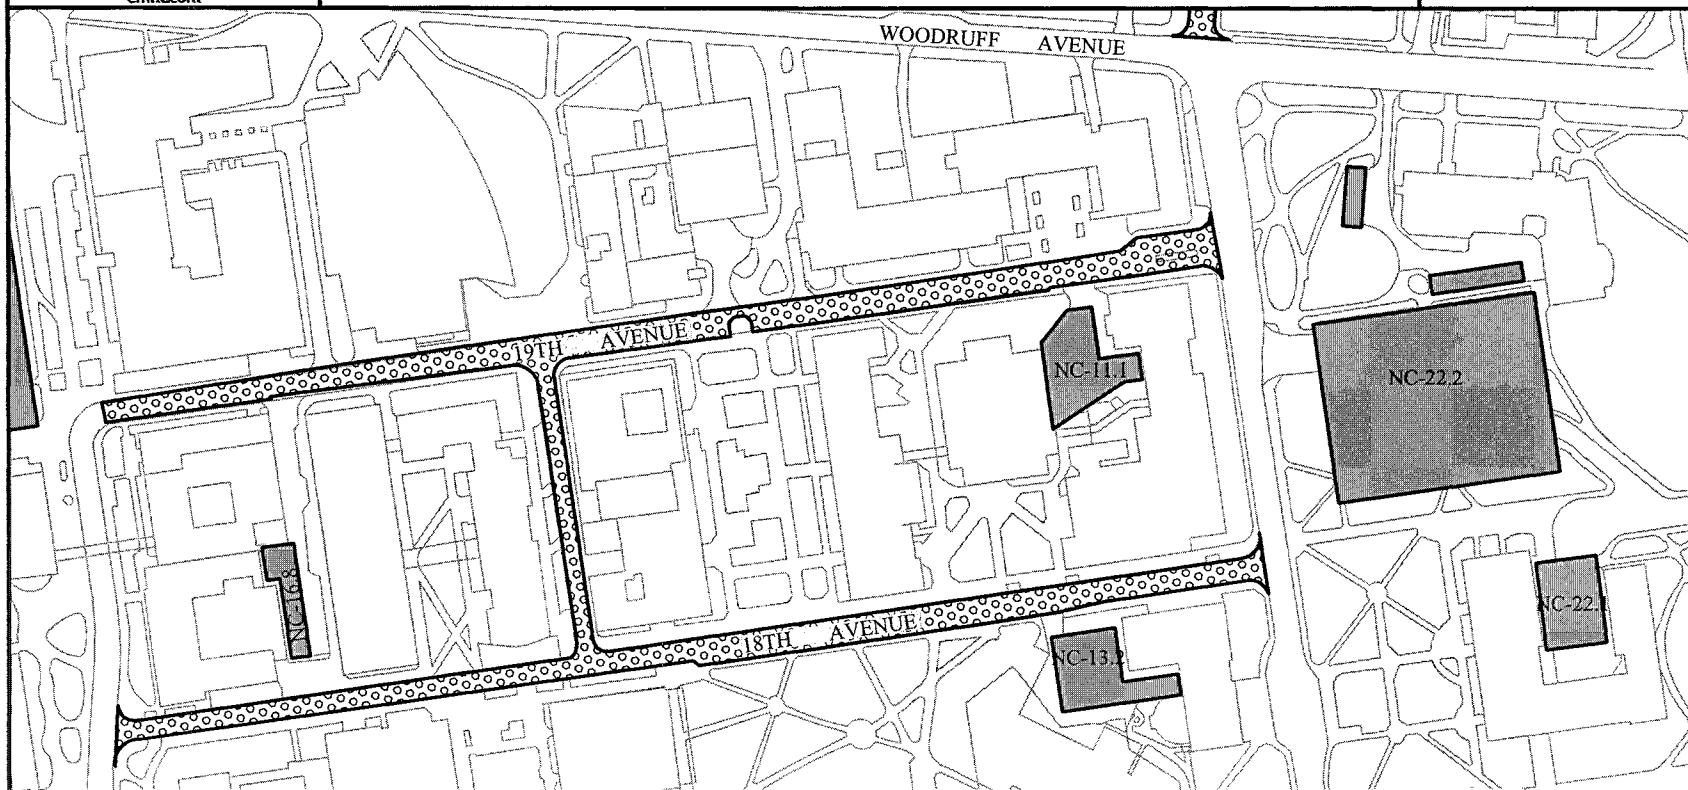 WOODRUFF AVENUE
19TH AVENUE
NC-11.1
NC-22.2
NC-16.8
NC-22.1
18TH AVENUE
NC-13.2